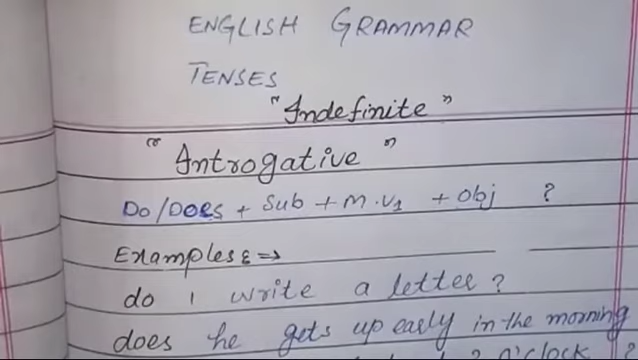 ENGLISH GRAMMAR
TENSES
"Indefinite"
"Introgative"
Do/Does + Sub + m.v1 + obj ?
Examples :⇒
do I write a letter ?
does he gets up early in the morning
o'clock ?